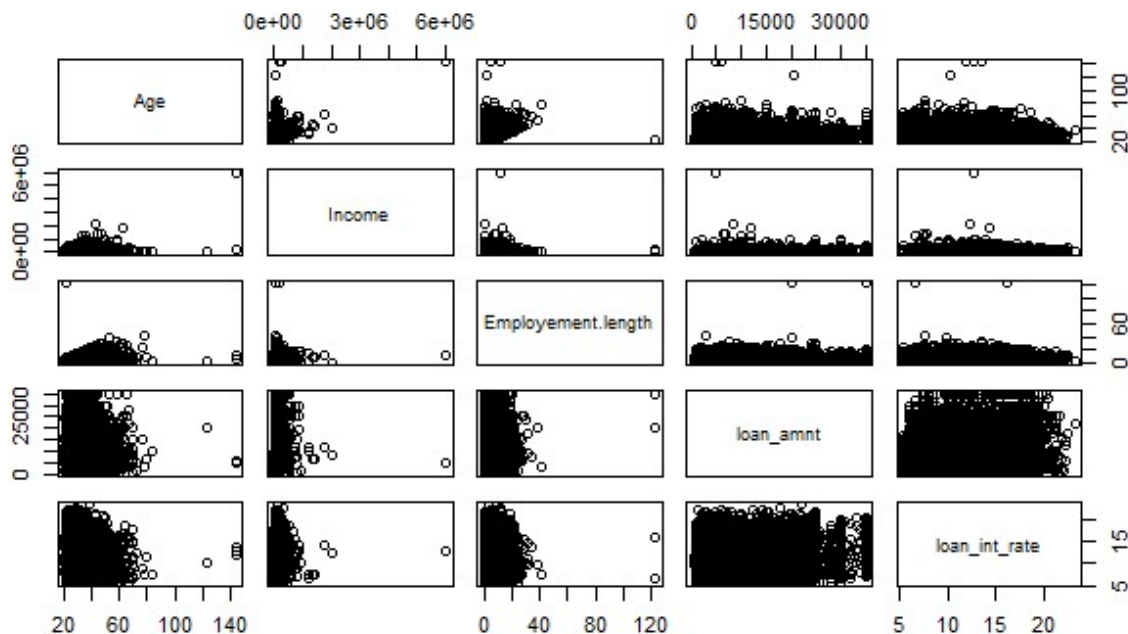 0e+00 3e+06 6e+06 0 15000 30000
Age 20 100
0e+00 6e+06 Income
Employement.length 0 60
0 25000 loan_amnt
loan_int_rate 5 15
20 60 100 140 0 40 80 120 5 10 15 20